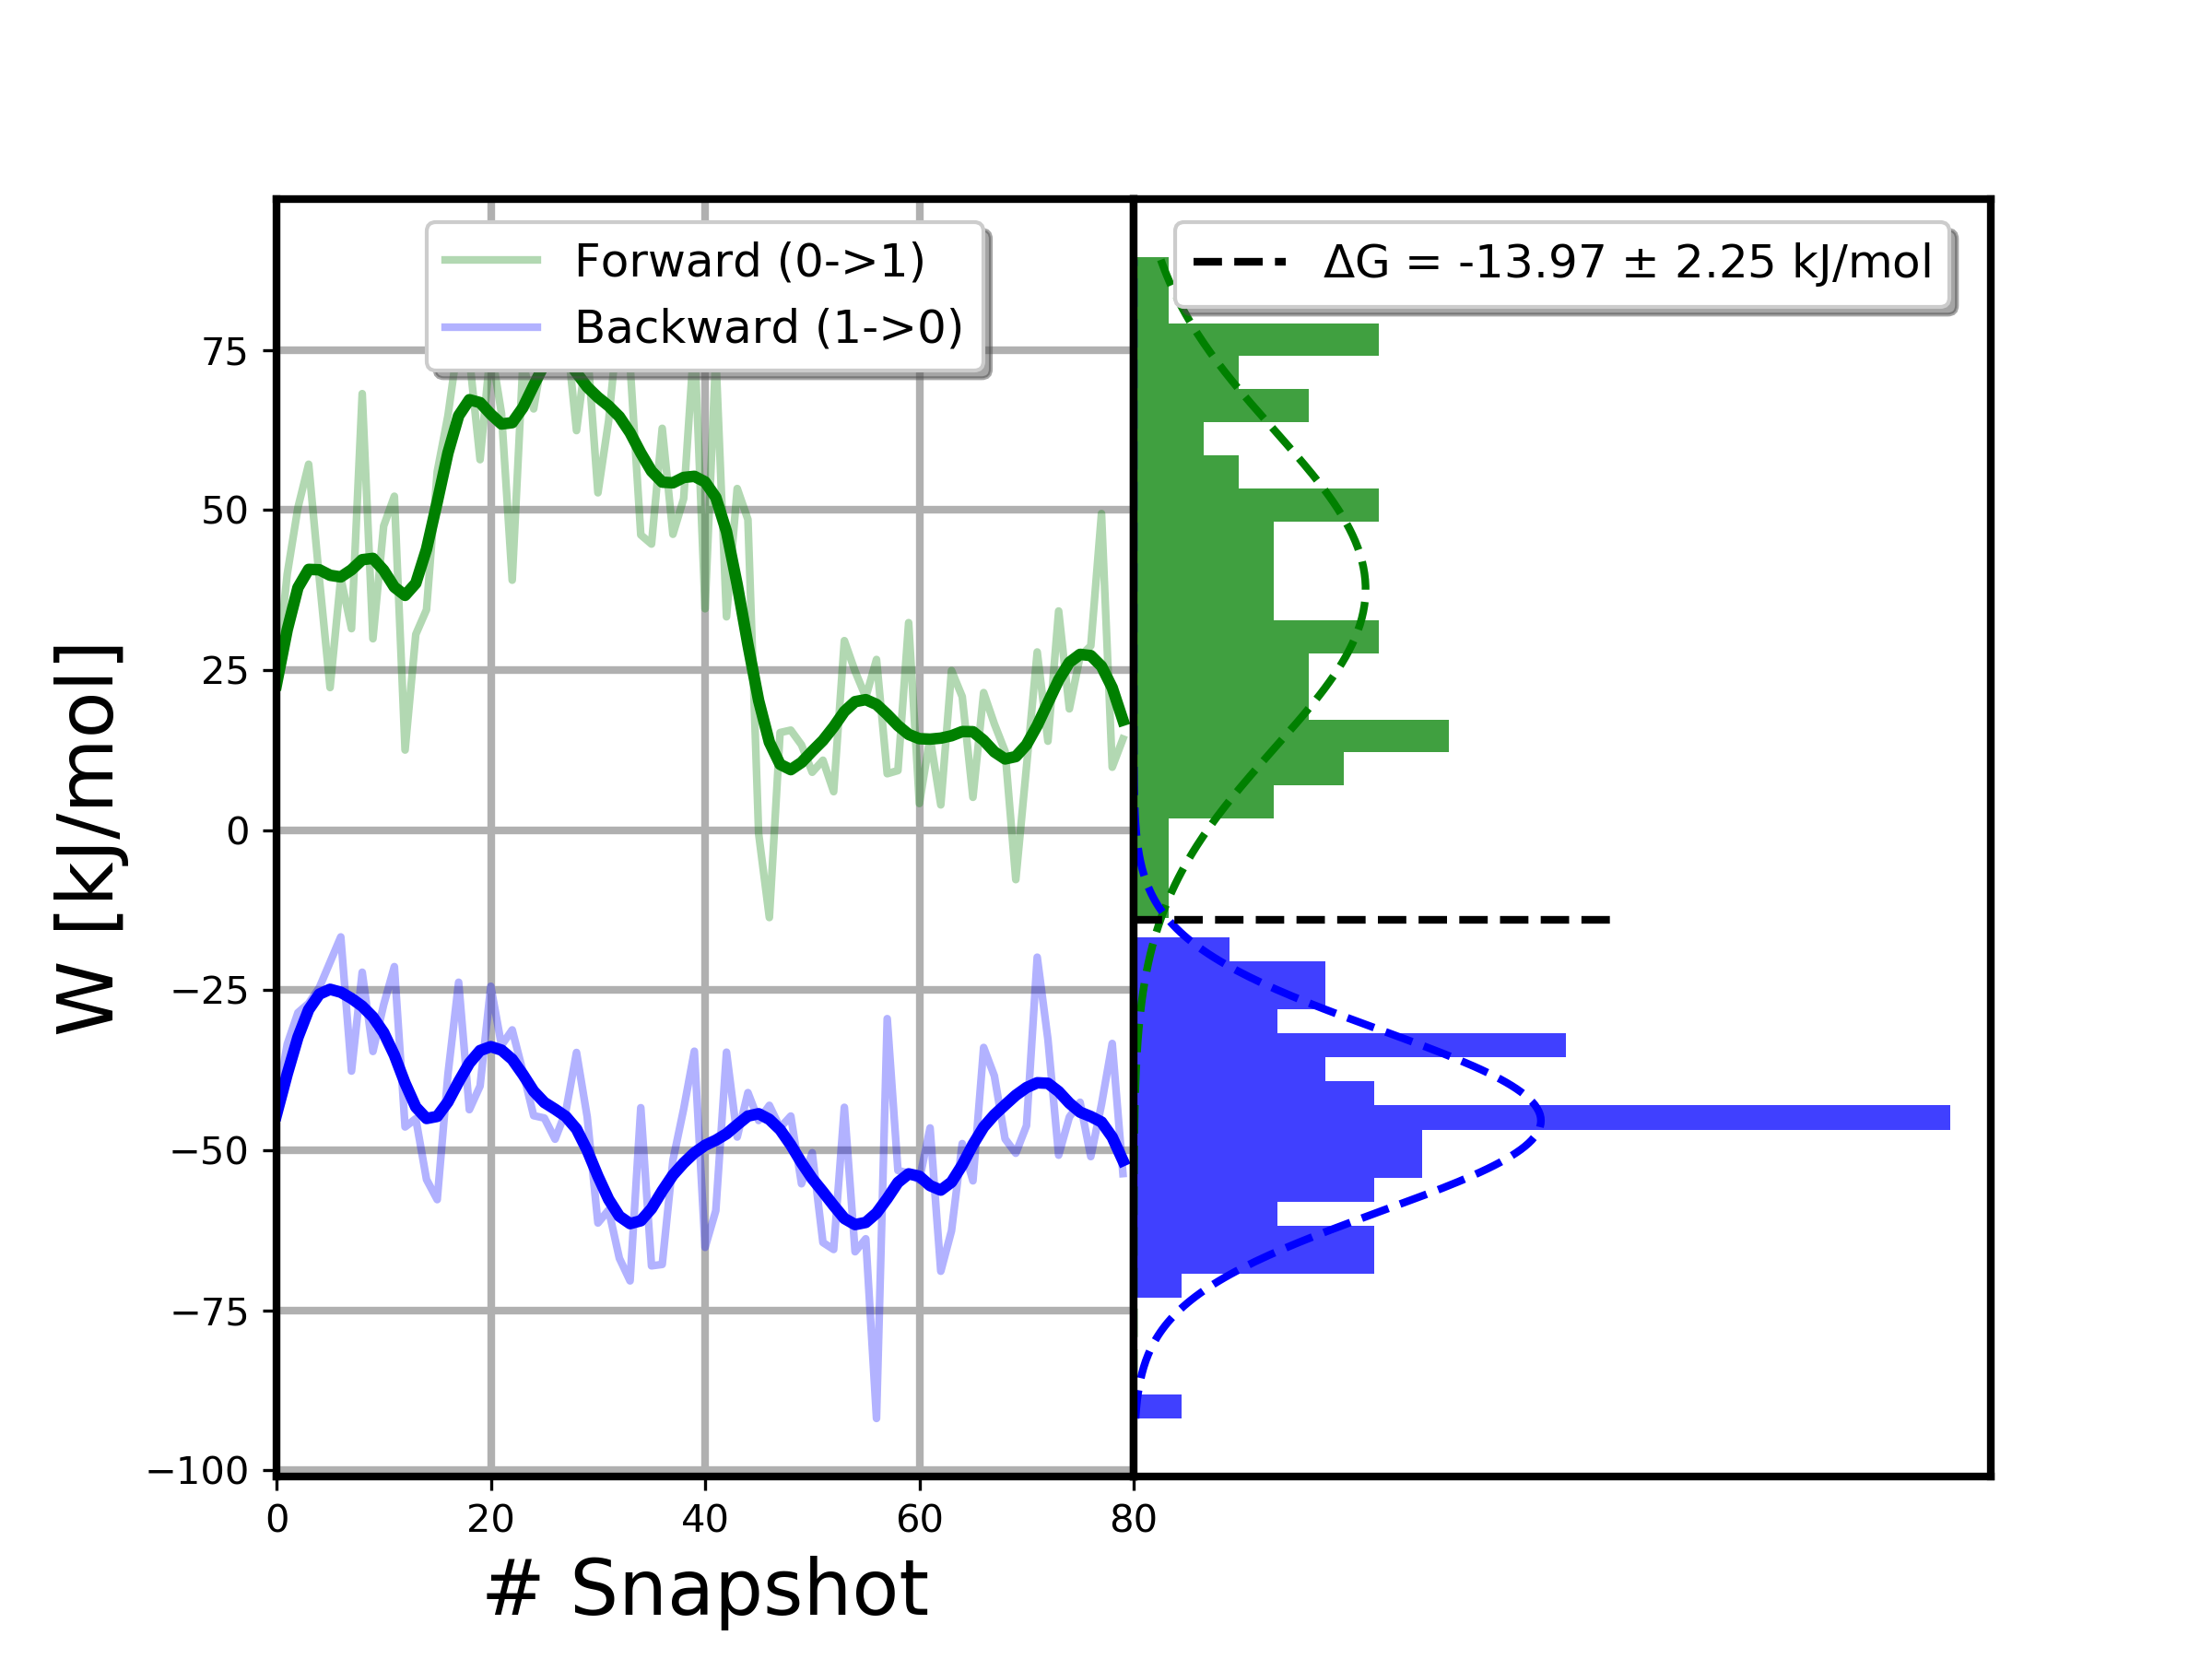 Forward (0->1)
Backward (1->0)
ΔG = -13.97 ± 2.25 kJ/mol
75
50
25
0
−25
−50
−75
−100
W [kJ/mol]
0 20 40 60 80
# Snapshot